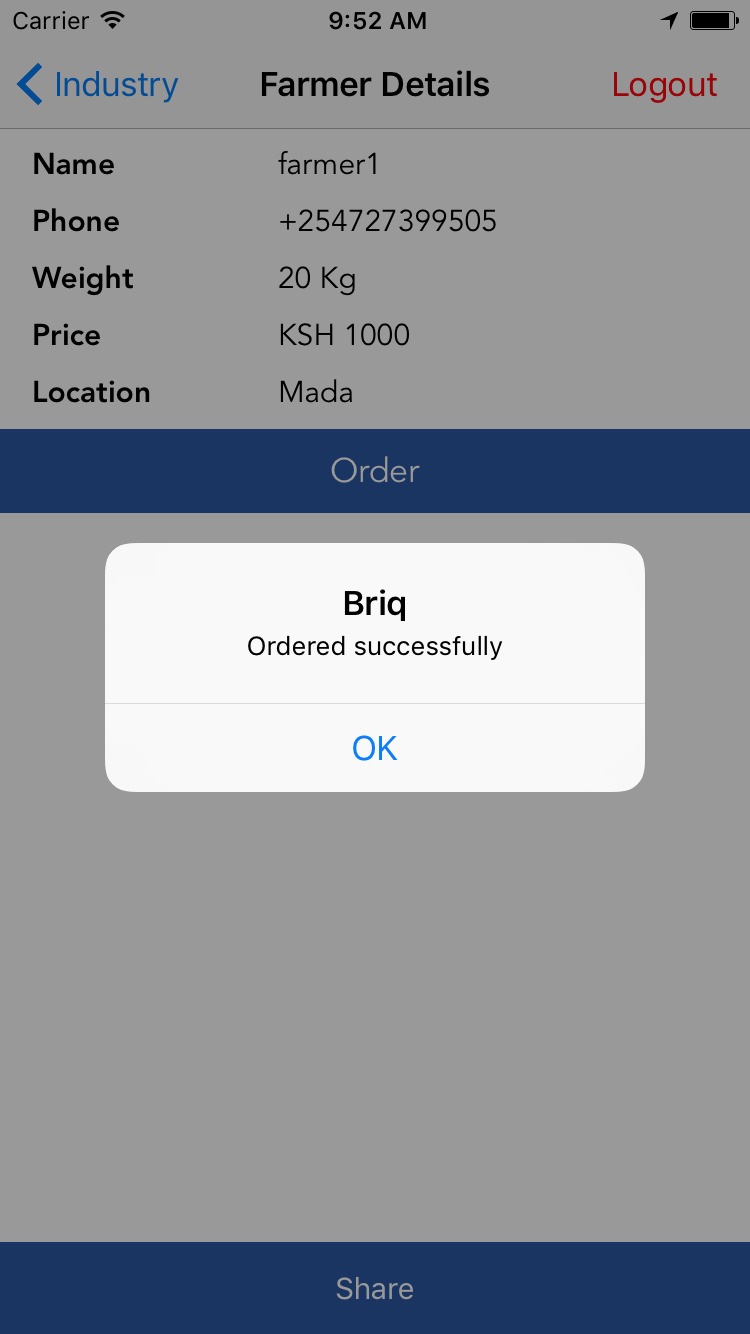 Carrier 9:52 AM
Industry Farmer Details Logout
Name farmer1
Phone +254727399505
Weight 20 Kg
Price KSH 1000
Location Mada
Order
Briq
Ordered successfully
OK
Share